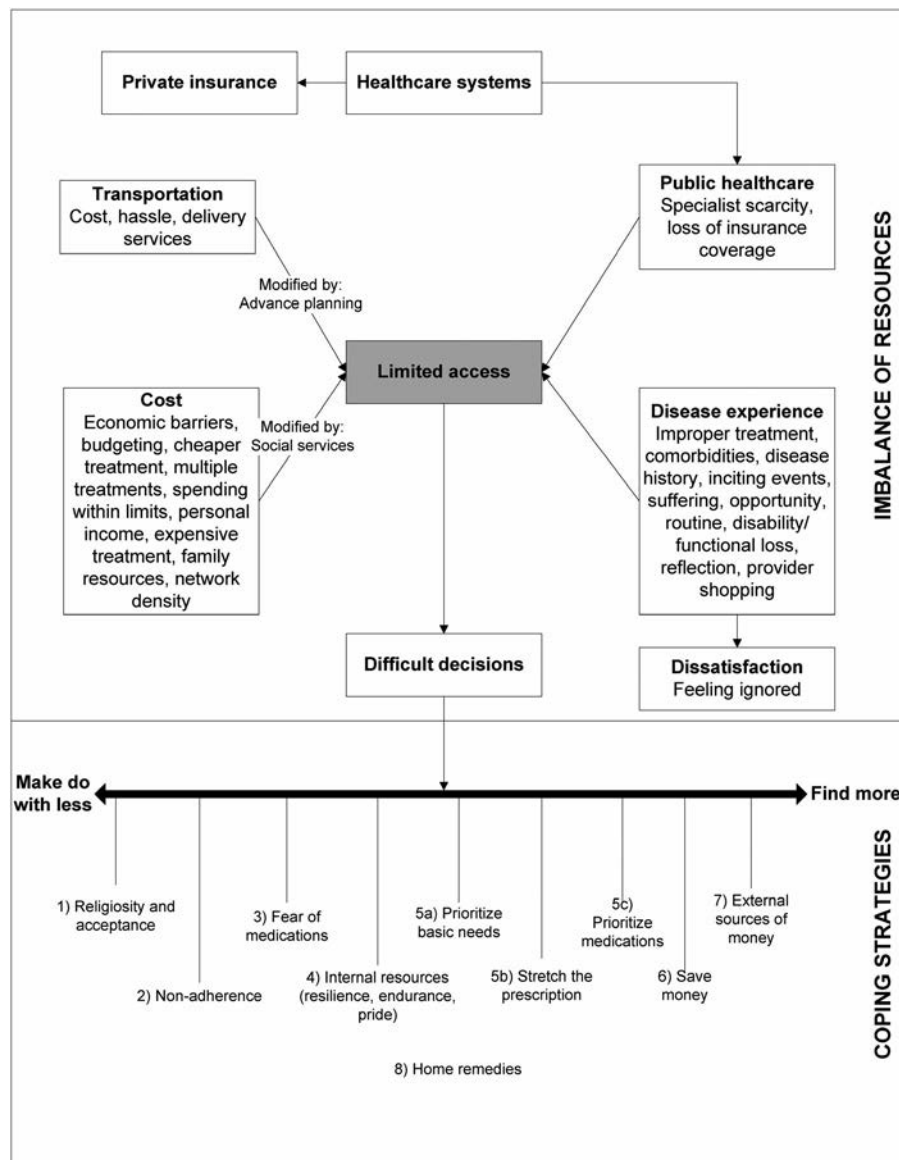 Private insurance
Healthcare systems
Transportation
Cost, hassle, delivery
services
Public healthcare
Specialist scarcity,
loss of insurance
coverage
Modified by:
Advance planning
Limited access
Cost
Economic barriers,
budgeting, cheaper
treatment, multiple
treatments, spending
within limits, personal
income, expensive
treatment, family
resources, network
density
Modified by:
Social services
Disease experience
Improper treatment,
comorbidities, disease
history, inciting events,
suffering, opportunity,
routine, disability/
functional loss,
reflection, provider
shopping
Difficult decisions
Dissatisfaction
Feeling ignored
IMBALANCE OF RESOURCES
Make do
with less
Find more
1) Religiosity and
acceptance
2) Non-adherence
3) Fear of
medications
4) Internal resources
(resilience, endurance,
pride)
5a) Prioritize
basic needs
5b) Stretch the
prescription
5c)
Prioritize
medications
6) Save
money
7) External
sources of
money
8) Home remedies
COPING STRATEGIES